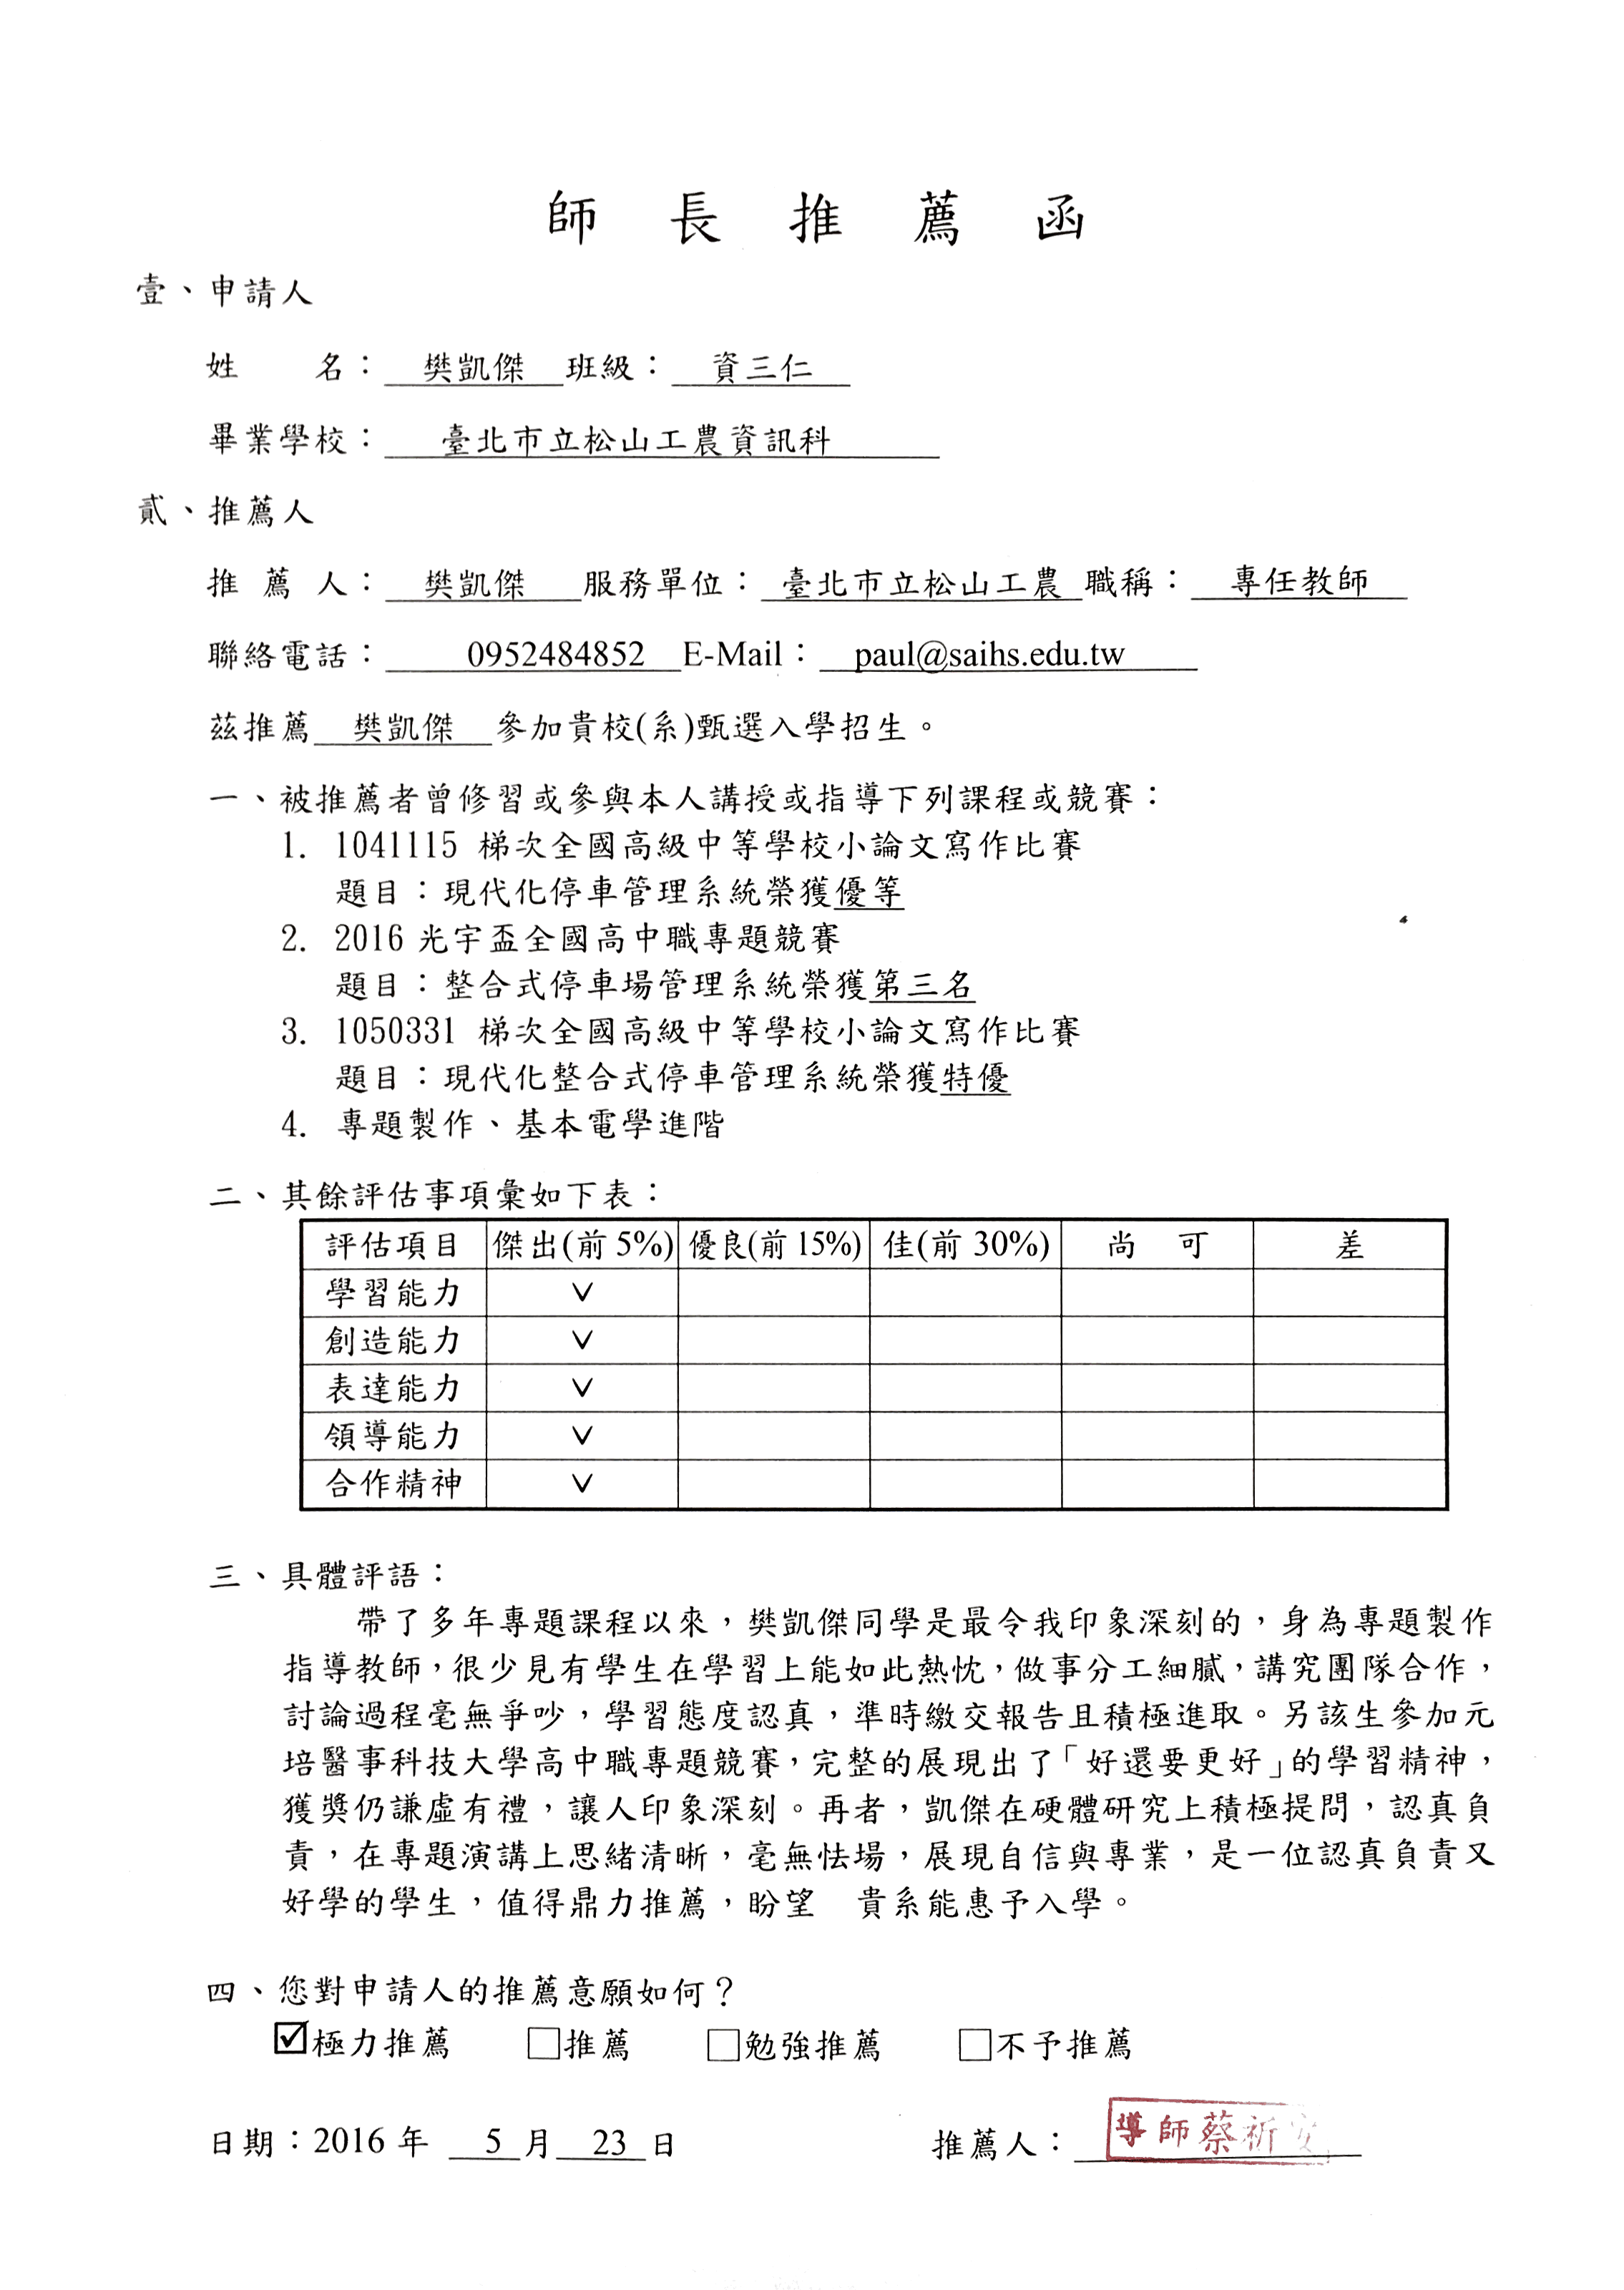 師長推薦函
壹、申請人
姓　　名：　樊凱傑　班級：　資三仁
畢業學校：　臺北市立松山工農資訊科
貳、推薦人
推 薦 人：　樊凱傑　服務單位：臺北市立松山工農 職稱：　專任教師
聯絡電話：　0952484852　E-Mail：　paul@saihs.edu.tw
茲推薦　樊凱傑　參加貴校(系)甄選入學招生。
一、被推薦者曾修習或參與本人講授或指導下列課程或競賽：
1. 1041115 梯次全國高級中等學校小論文寫作比賽
題目：現代化停車管理系統榮獲優等
2. 2016 光宇盃全國高中職專題競賽
題目：整合式停車場管理系統榮獲第三名
3. 1050331 梯次全國高級中等學校小論文寫作比賽
題目：現代化整合式停車管理系統榮獲特優
4. 專題製作、基本電學進階
二、其餘評估事項彙如下表：
評估項目 傑出(前 5%) 優良(前 15%) 佳(前 30%) 尚　可 差
學習能力 ∨
創造能力 ∨
表達能力 ∨
領導能力 ∨
合作精神 ∨
三、具體評語：
帶了多年專題課程以來，樊凱傑同學是最令我印象深刻的，身為專題製作
指導教師，很少見有學生在學習上能如此熱忱，做事分工細膩，講究團隊合作，
討論過程毫無爭吵，學習態度認真，準時繳交報告且積極進取。另該生參加元
培醫事科技大學高中職專題競賽，完整的展現出了「好還要更好」的學習精神，
獲獎仍謙虛有禮，讓人印象深刻。再者，凱傑在硬體研究上積極提問，認真負
責，在專題演講上思緒清晰，毫無怯場，展現自信與專業，是一位認真負責又
好學的學生，值得鼎力推薦，盼望　貴系能惠予入學。
四、您對申請人的推薦意願如何？
☑極力推薦　□推薦　□勉強推薦　□不予推薦
日期：2016 年　5　月　23　日　推薦人：導師蔡祈安